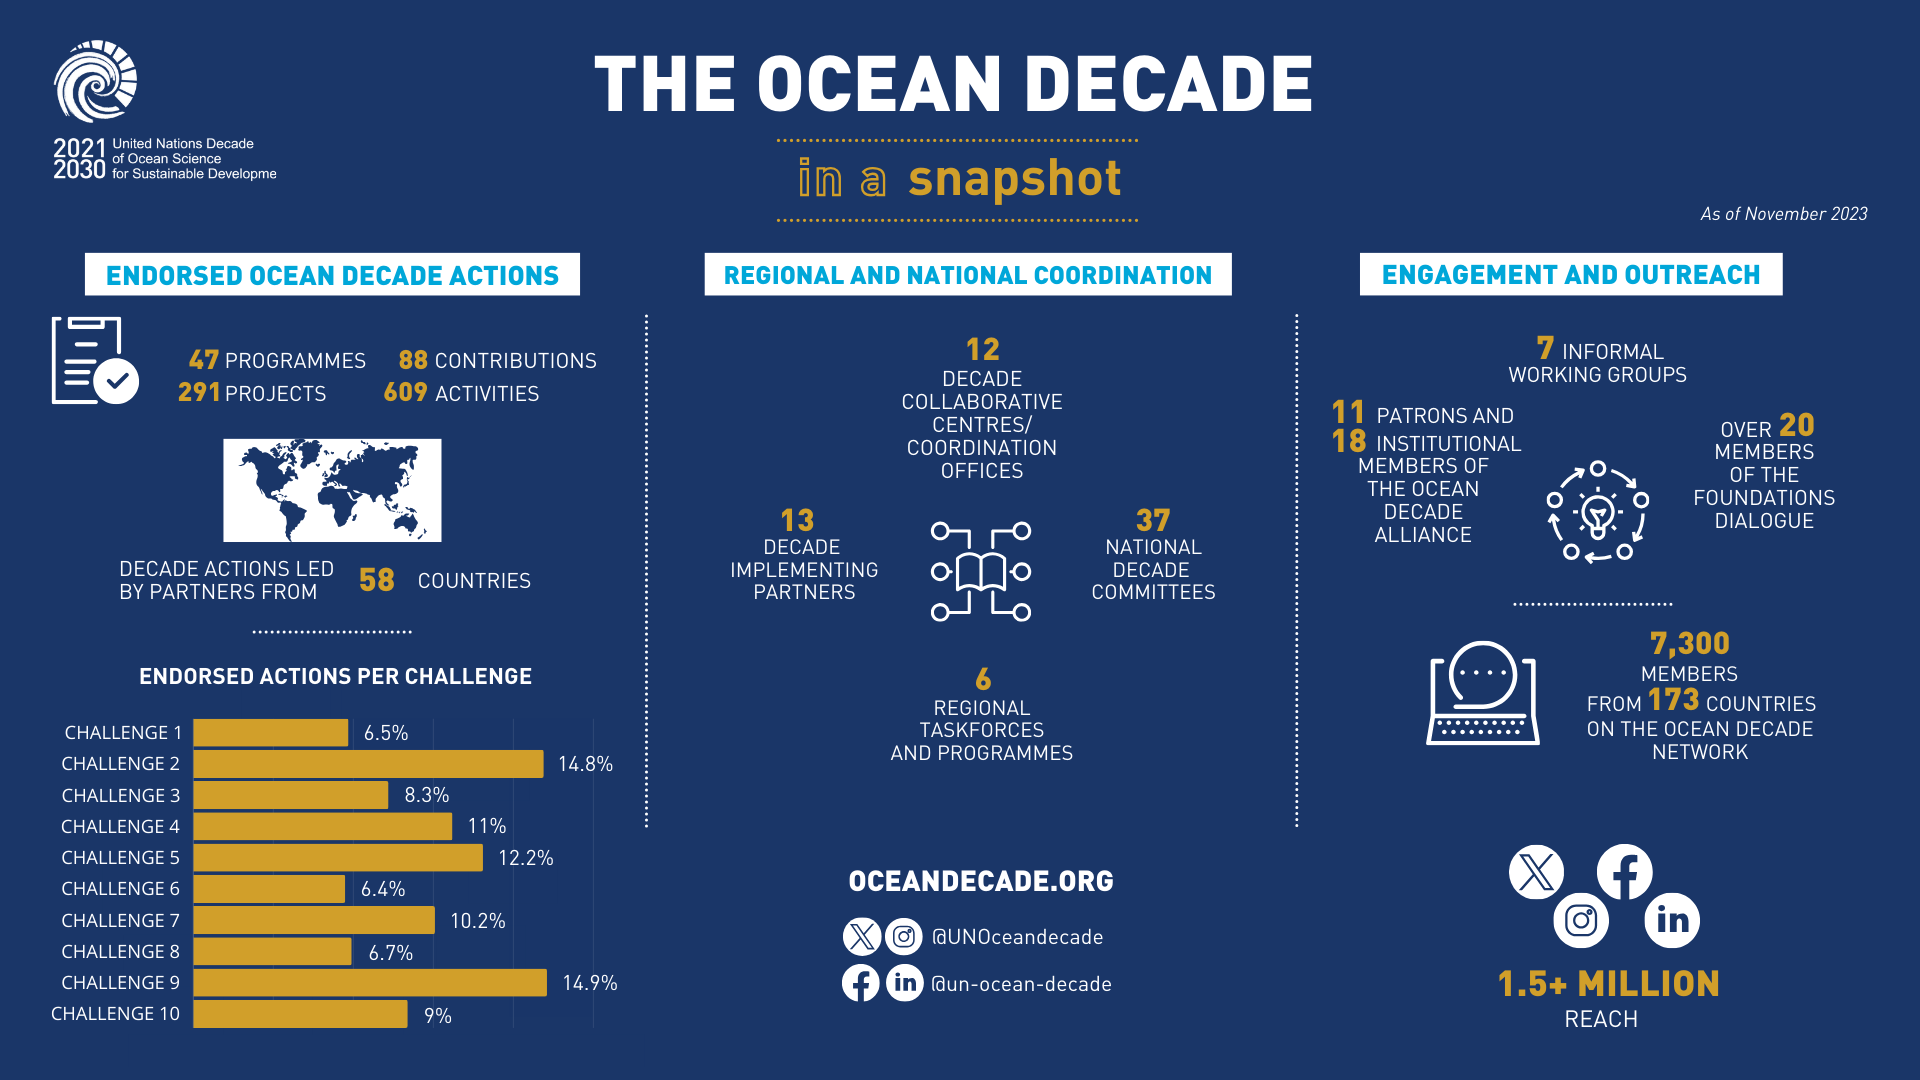 2021
2030
United Nations Decade
of Ocean Science
for Sustainable Developme
THE OCEAN DECADE
in a snapshot
As of November 2023
ENDORSED OCEAN DECADE ACTIONS
47 PROGRAMMES
88 CONTRIBUTIONS
291 PROJECTS
609 ACTIVITIES
DECADE ACTIONS LED
BY PARTNERS FROM
58 COUNTRIES
ENDORSED ACTIONS PER CHALLENGE
CHALLENGE 1 6.5%
CHALLENGE 2 14.8%
CHALLENGE 3 8.3%
CHALLENGE 4 11%
CHALLENGE 5 12.2%
CHALLENGE 6 6.4%
CHALLENGE 7 10.2%
CHALLENGE 8 6.7%
CHALLENGE 9 14.9%
CHALLENGE 10 9%
REGIONAL AND NATIONAL COORDINATION
12
DECADE
COLLABORATIVE
CENTRES/
COORDINATION
OFFICES
13
DECADE
IMPLEMENTING
PARTNERS
37
NATIONAL
DECADE
COMMITTEES
6
REGIONAL
TASKFORCES
AND PROGRAMMES
OCEANDECADE.ORG
@UNOceandecade
in @un-ocean-decade
ENGAGEMENT AND OUTREACH
7 INFORMAL
WORKING GROUPS
11 PATRONS AND
18 INSTITUTIONAL
MEMBERS OF
THE OCEAN
DECADE
ALLIANCE
OVER 20
MEMBERS
OF THE
FOUNDATIONS
DIALOGUE
7,300
MEMBERS
FROM 173 COUNTRIES
ON THE OCEAN DECADE
NETWORK
in
1.5+ MILLION
REACH